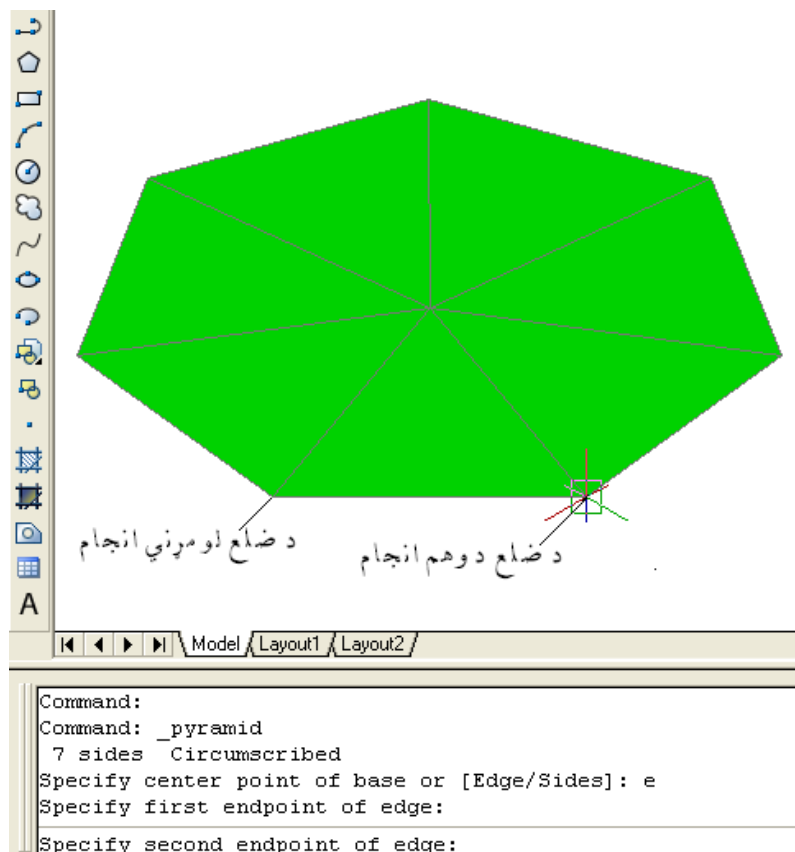 د ضلع لومړني انجام
د ضلع دوهم انجام
A
Model Layout1 Layout2
Command:
Command: _pyramid
7 sides Circumscribed
Specify center point of base or [Edge/Sides]: e
Specify first endpoint of edge:
Specify second endpoint of edge: